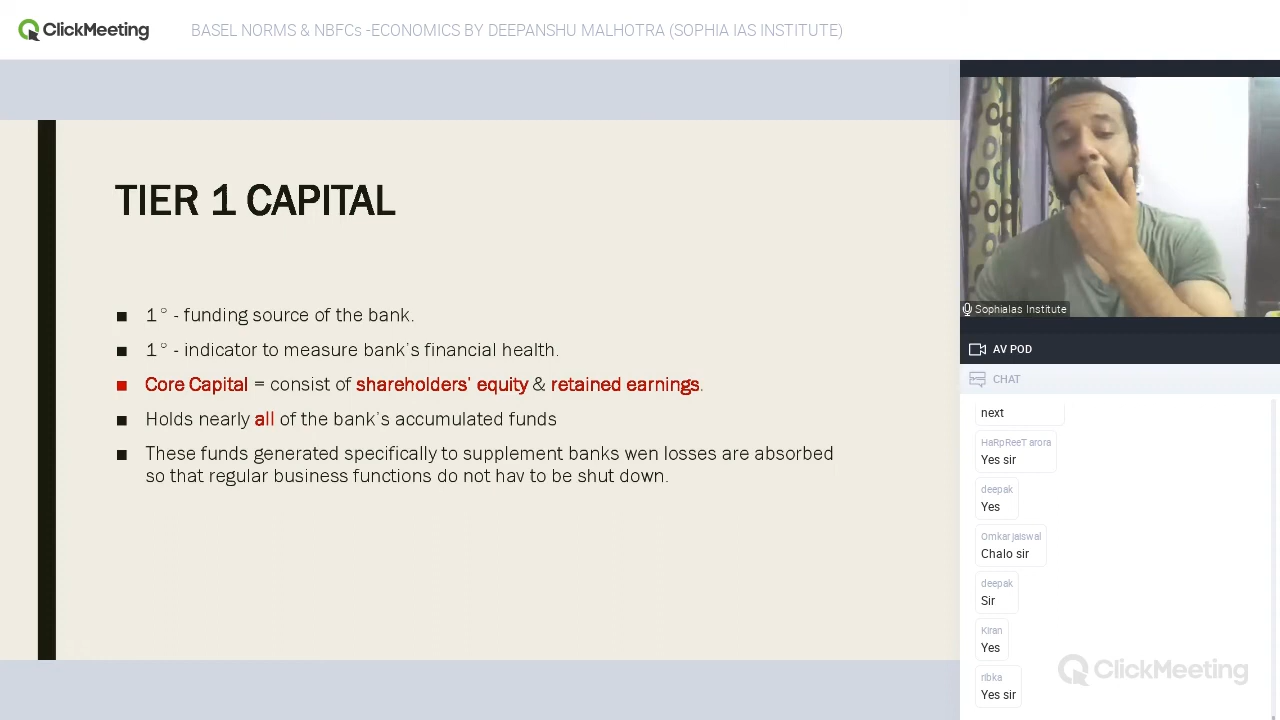 ClickMeeting
BASEL NORMS & NBFCs -ECONOMICS BY DEEPANSHU MALHOTRA (SOPHIA IAS INSTITUTE)
TIER 1 CAPITAL
■ 1° - funding source of the bank.
■ 1° - indicator to measure bank's financial health.
■ Core Capital = consist of shareholders' equity & retained earnings.
■ Holds nearly all of the bank's accumulated funds
■ These funds generated specifically to supplement banks wen losses are absorbed
so that regular business functions do not hav to be shut down.
SophiaIas Institute
AV POD
CHAT
next
HaRpReeT arora
Yes sir
deepak
Yes
Omkar jaiswal
Chalo sir
deepak
Sir
Kiran
Yes
ribka
Yes sir
ClickMeeting